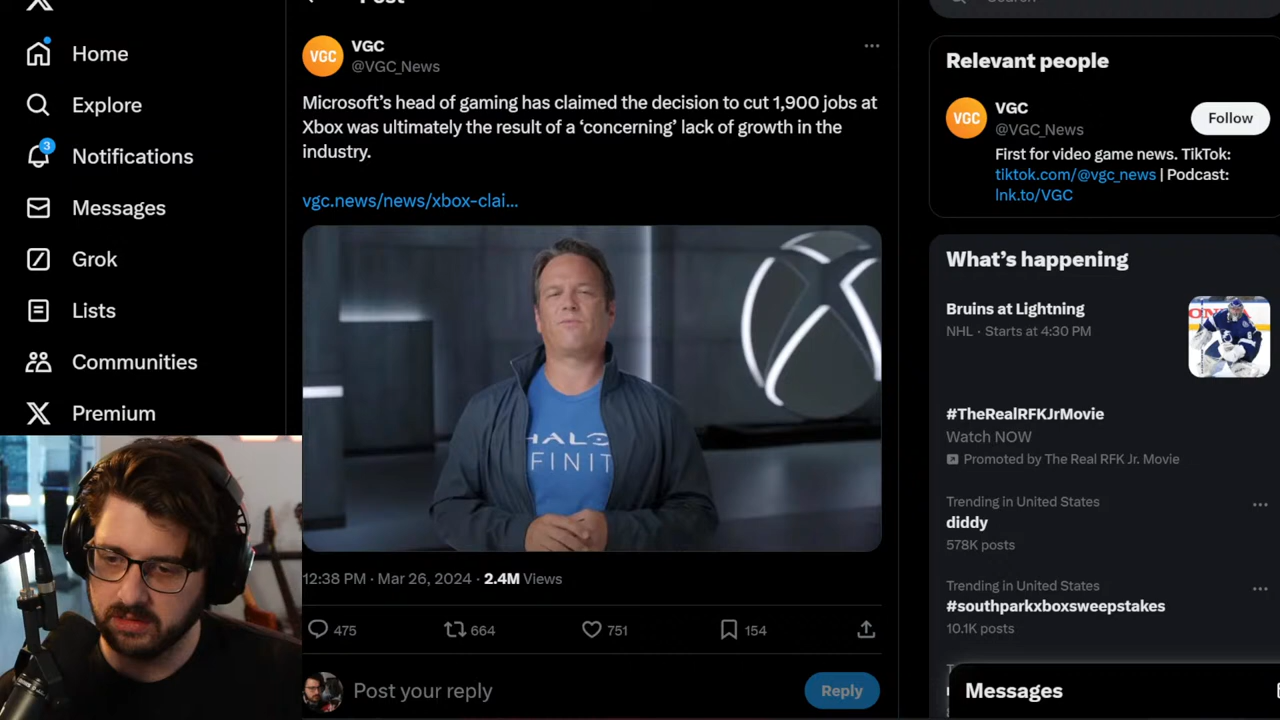 Home
Explore
Notifications
3
Messages
Grok
Lists
Communities
Premium
VGC
VGC
@VGC_News
Microsoft's head of gaming has claimed the decision to cut 1,900 jobs at
Xbox was ultimately the result of a ‘concerning’ lack of growth in the
industry.
vgc.news/news/xbox-clai...
HALO
FINIT
12:38 PM · Mar 26, 2024 · 2.4M Views
475
664
751
154
Post your reply
Reply
Relevant people
VGC
VGC
@VGC_News
Follow
First for video game news. TikTok:
tiktok.com/@vgc_news | Podcast:
lnk.to/VGC
What's happening
Bruins at Lightning
NHL · Starts at 4:30 PM
#TheRealRFKJrMovie
Watch NOW
Promoted by The Real RFK Jr. Movie
Trending in United States
diddy
578K posts
Trending in United States
#southparkxboxsweepstakes
10.1K posts
Messages